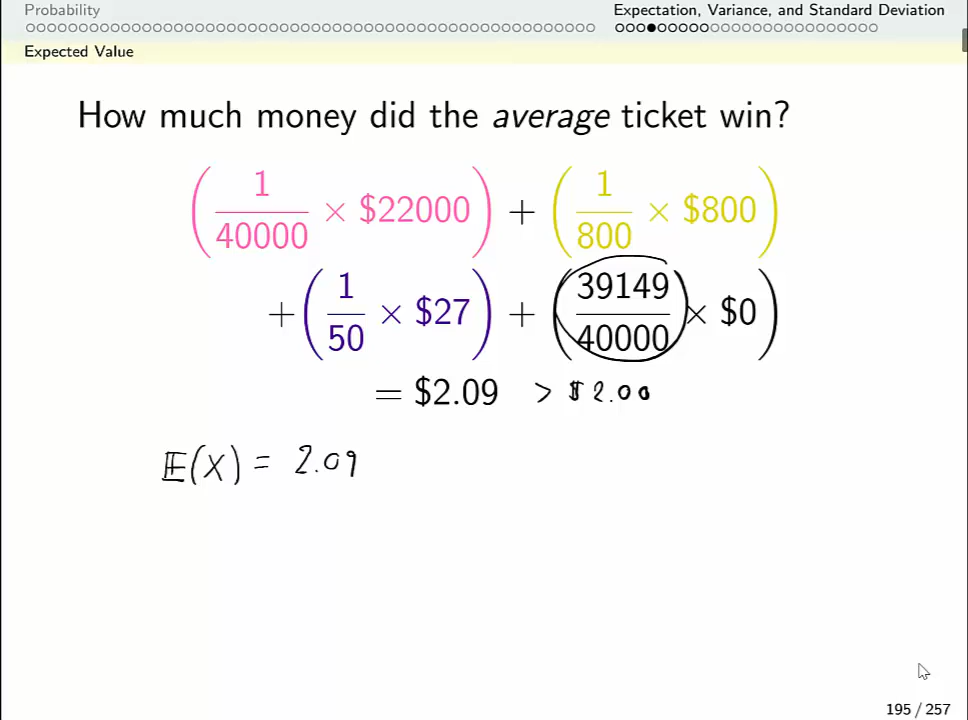 Probability
Expectation, Variance, and Standard Deviation
Expected Value
How much money did the average ticket win?
(1/40000 × $22000) + (1/800 × $800)
+ (1/50 × $27) + (39149/40000 × $0)
= $2.09 > $2.00
𝔼(X) = 2.09
195 / 257